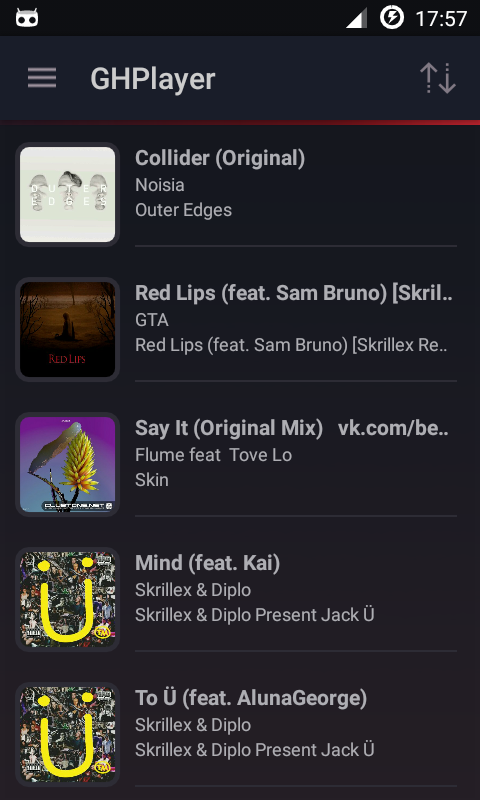 17:57
GHPlayer
OUTER
EDGES
Collider (Original)
Noisia
Outer Edges
RED LIPS
Red Lips (feat. Sam Bruno) [Skril..
GTA
Red Lips (feat. Sam Bruno) [Skrillex Re..
Say It (Original Mix) vk.com/be..
Flume feat Tove Lo
Skin
Ü
Mind (feat. Kai)
Skrillex & Diplo
Skrillex & Diplo Present Jack Ü
Ü
To Ü (feat. AlunaGeorge)
Skrillex & Diplo
Skrillex & Diplo Present Jack Ü